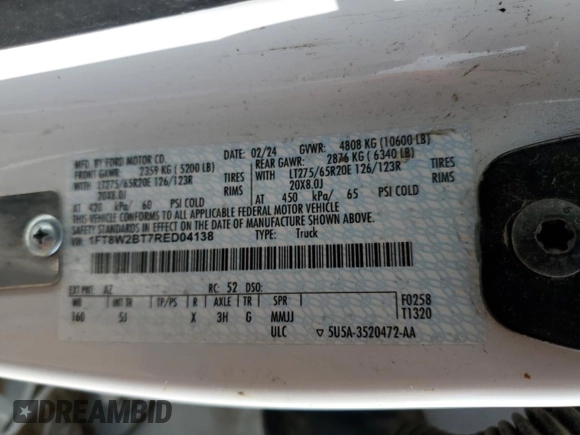 MFD. BY FORD MOTOR CO.
DATE: 02/24 GVWR: 4808 KG (10600 LB)
FRONT GAWR: 2359 KG ( 5200 LB) REAR GAWR: 2876 KG ( 6340 LB)
WITH LT275/65R20E 126/123R TIRES WITH LT275/65R20E 126/123R TIRES
20X8.0J RIMS 20X8.0J RIMS
AT 420 kPa/ 60 PSI COLD AT 450 kPa/ 65 PSI COLD
THIS VEHICLE CONFORMS TO ALL APPLICABLE FEDERAL MOTOR VEHICLE SAFETY
STANDARDS IN EFFECT ON THE DATE OF MANUFACTURE SHOWN ABOVE.
VIN: 1FT8W2BT7RED04138 TYPE: Truck
EXT PNT: AZ RC: 52 DSO: F0258
WB INT TR TP/PS R AXLE TR SPR T1320
160 SJ X 3H G MMJJ
ULC ▽ 5U5A-3520472-AA
DREAMBID